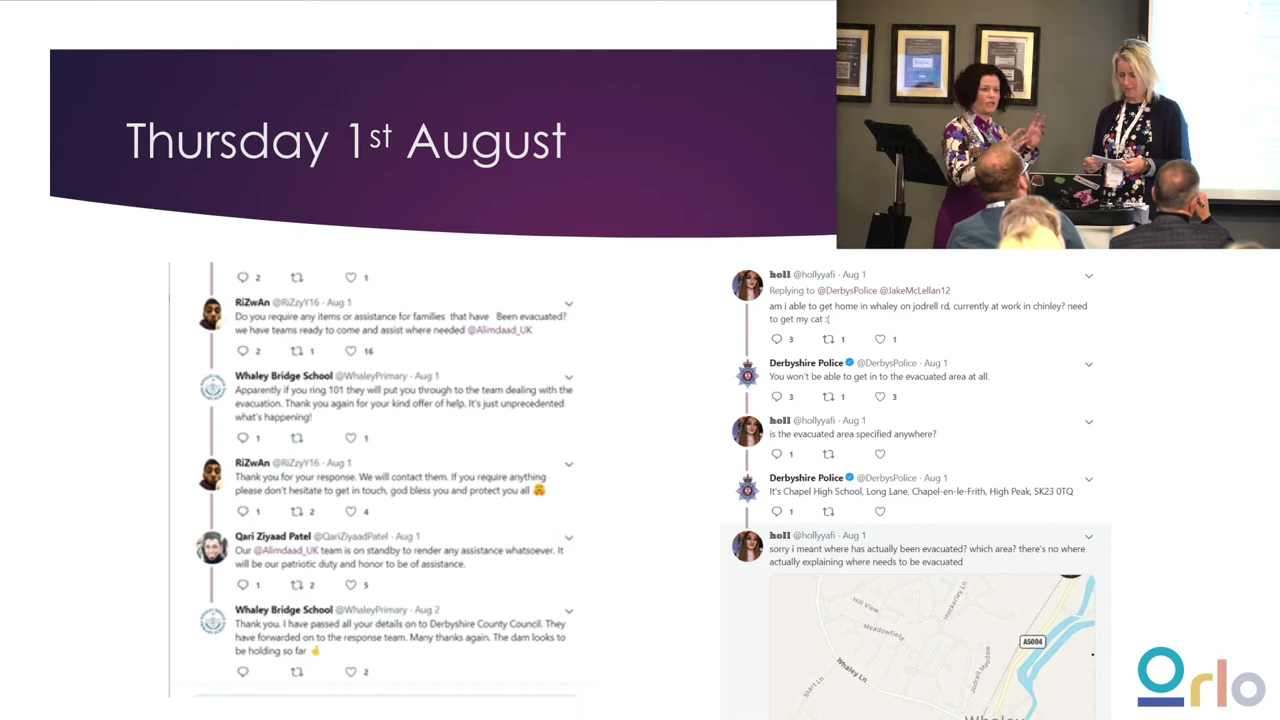 Thursday 1st August
2 1
RiZwAn @RiZzyY16 · Aug 1
Do you require any items or assistance for families that have Been evacuated?
we have teams ready to come and assist where needed @Alimdaad_UK
2 1 16
Whaley Bridge School @WhaleyPrimary · Aug 1
Apparently if you ring 101 they will put you through to the team dealing with the
evacuation. Thank you again for your kind offer of help. It's just unprecedented
what's happening!
1 1
RiZwAn @RiZzyY16 · Aug 1
Thank you for your response. We will contact them. If you require anything
please don't hesitate to get in touch, god bless you and protect you all 🤗
1 2 4
Qari Ziyaad Patel @QariZiyaadPatel · Aug 1
Our @Alimdaad_UK team is on standby to render any assistance whatsoever. It
will be our patriotic duty and honor to be of assistance.
1 2 5
Whaley Bridge School @WhaleyPrimary · Aug 2
Thank you. I have passed all your details on to Derbyshire County Council. They
have forwarded on to the response team. Many thanks again. The dam looks to
be holding so far 🤞
2
holl @hollyyafi · Aug 1
Replying to @DerbysPolice @JakeMcLellan12
am i able to get home in whaley on jodrell rd, currently at work in chinley? need
to get my cat :(
3 1 1
Derbyshire Police @DerbysPolice · Aug 1
You won't be able to get in to the evacuated area at all.
3 1 3
holl @hollyyafi · Aug 1
is the evacuated area specified anywhere?
1
Derbyshire Police @DerbysPolice · Aug 1
It's Chapel High School, Long Lane, Chapel-en-le-Frith, High Peak, SK23 0TQ
1
holl @hollyyafi · Aug 1
sorry i meant where has actually been evacuated? which area? there's no where
actually explaining where needs to be evacuated
Hill View
Hockerley Ln
Meadowfield
A5004
Whaley Ln
Jodrell Meadow
Start Ln
Whaley
Orlo